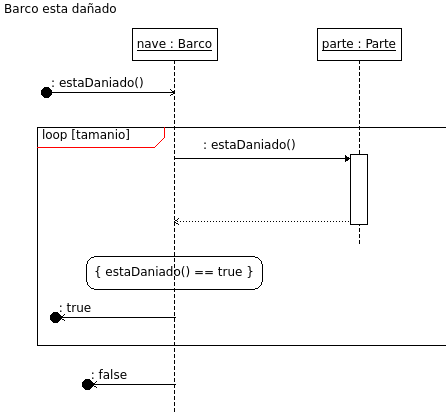 Barco esta dañado
nave : Barco
parte : Parte
: estaDaniado()
loop [tamanio]
: estaDaniado()
{ estaDaniado() == true }
: true
: false